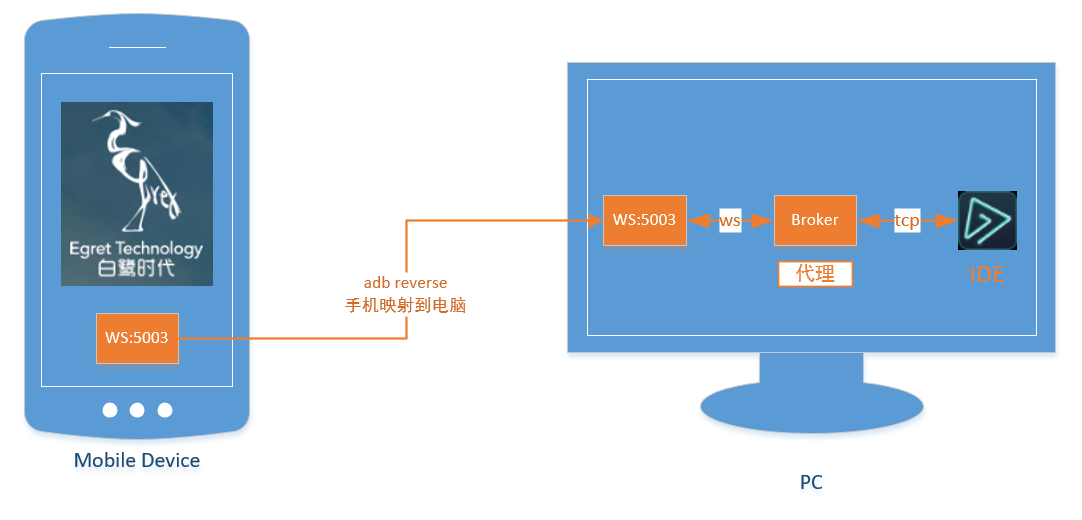 Egret
Egret Technology
白鹭时代
WS:5003
Mobile Device
adb reverse
手机映射到电脑
WS:5003
ws
Broker
tcp
代理
IDE
PC